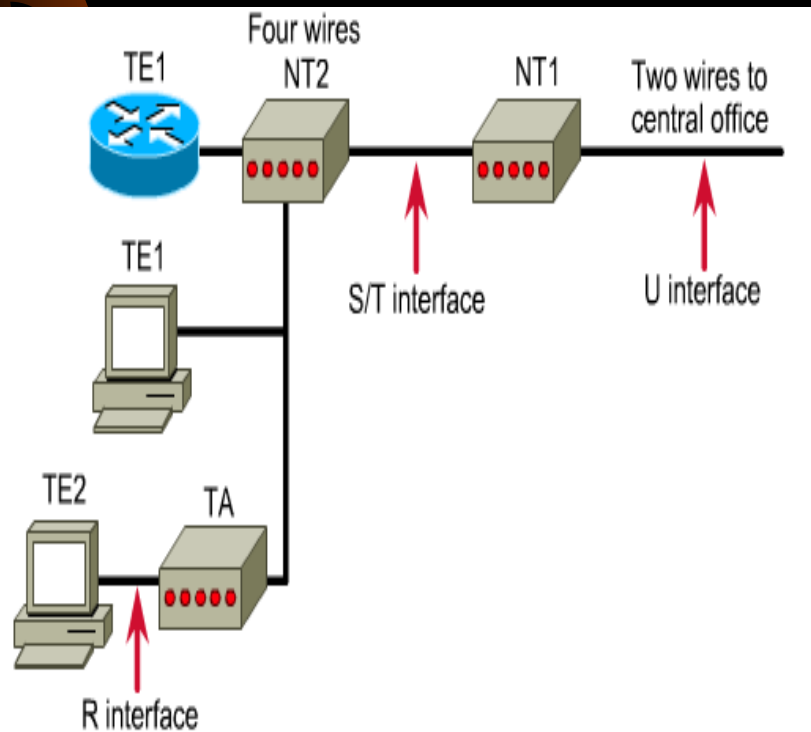 Four wires
TE1
NT2
NT1
Two wires to
central office
TE1
S/T interface
U interface
TE2
TA
R interface